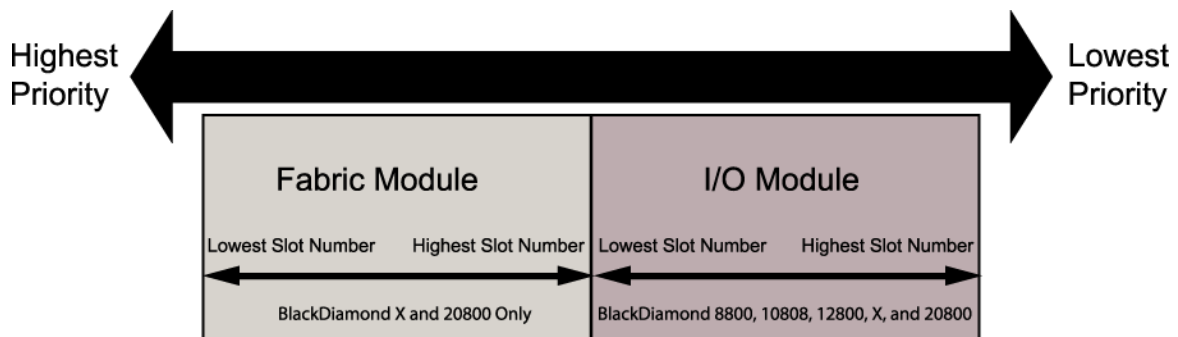 Highest
Priority
Lowest
Priority
Fabric Module
I/O Module
Lowest Slot Number
Highest Slot Number
Lowest Slot Number
Highest Slot Number
BlackDiamond X and 20800 Only
BlackDiamond 8800, 10808, 12800, X, and 20800